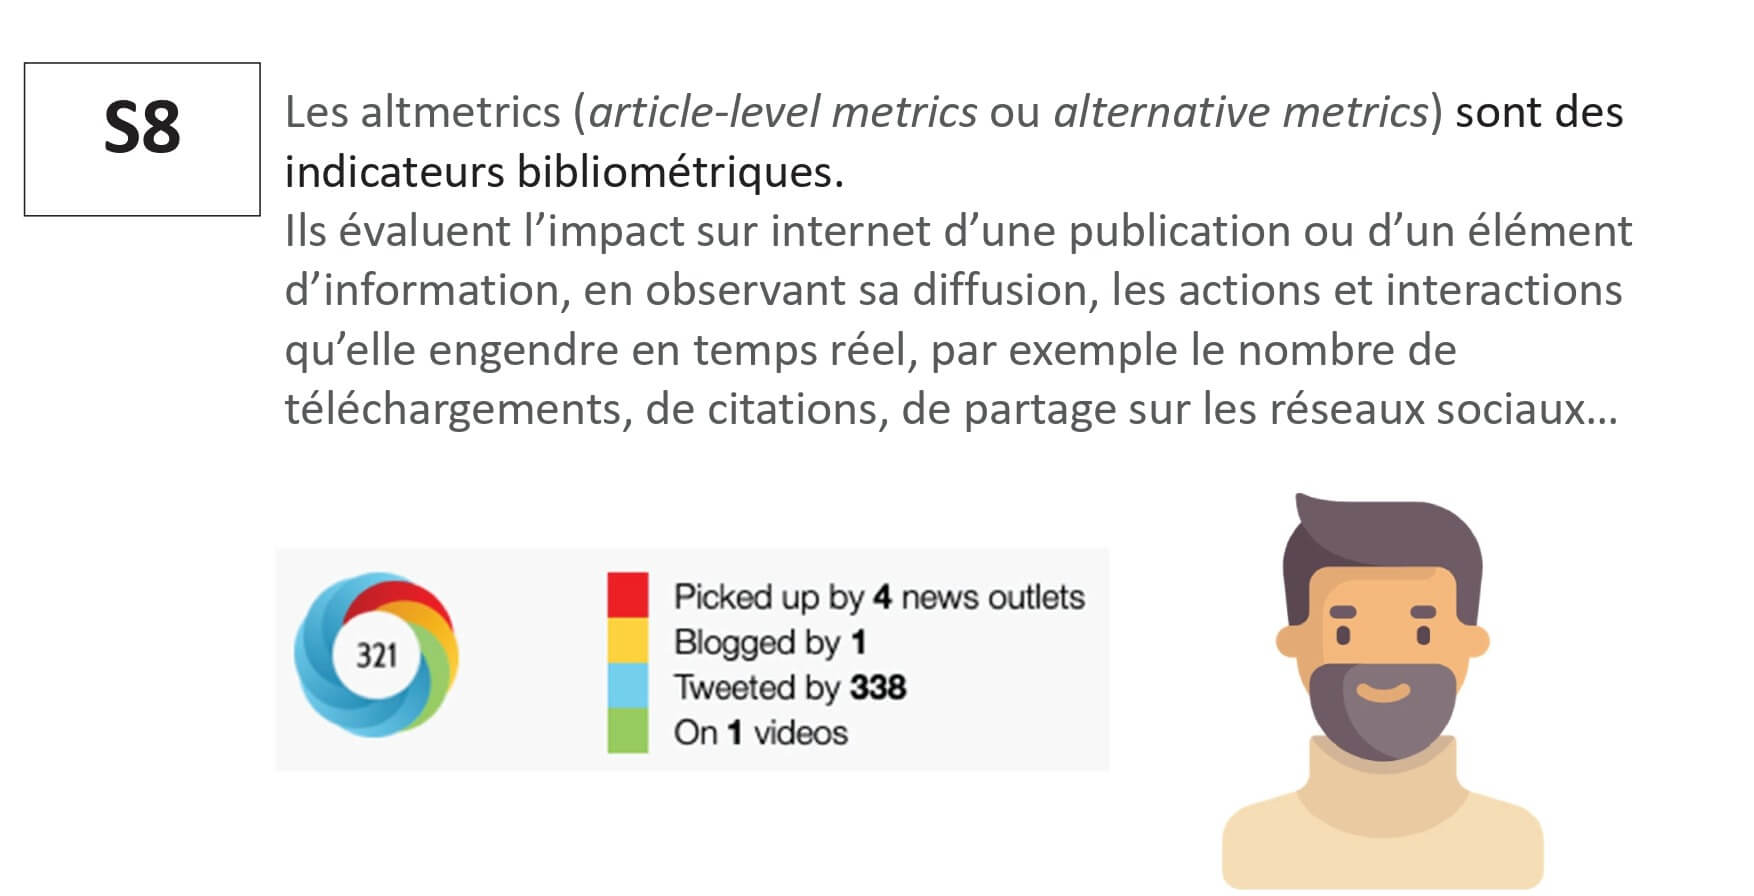 S8
Les altmetrics (article-level metrics ou alternative metrics) sont des
indicateurs bibliométriques.
Ils évaluent l’impact sur internet d’une publication ou d’un élément
d’information, en observant sa diffusion, les actions et interactions
qu’elle engendre en temps réel, par exemple le nombre de
téléchargements, de citations, de partage sur les réseaux sociaux…
321
Picked up by 4 news outlets
Blogged by 1
Tweeted by 338
On 1 videos